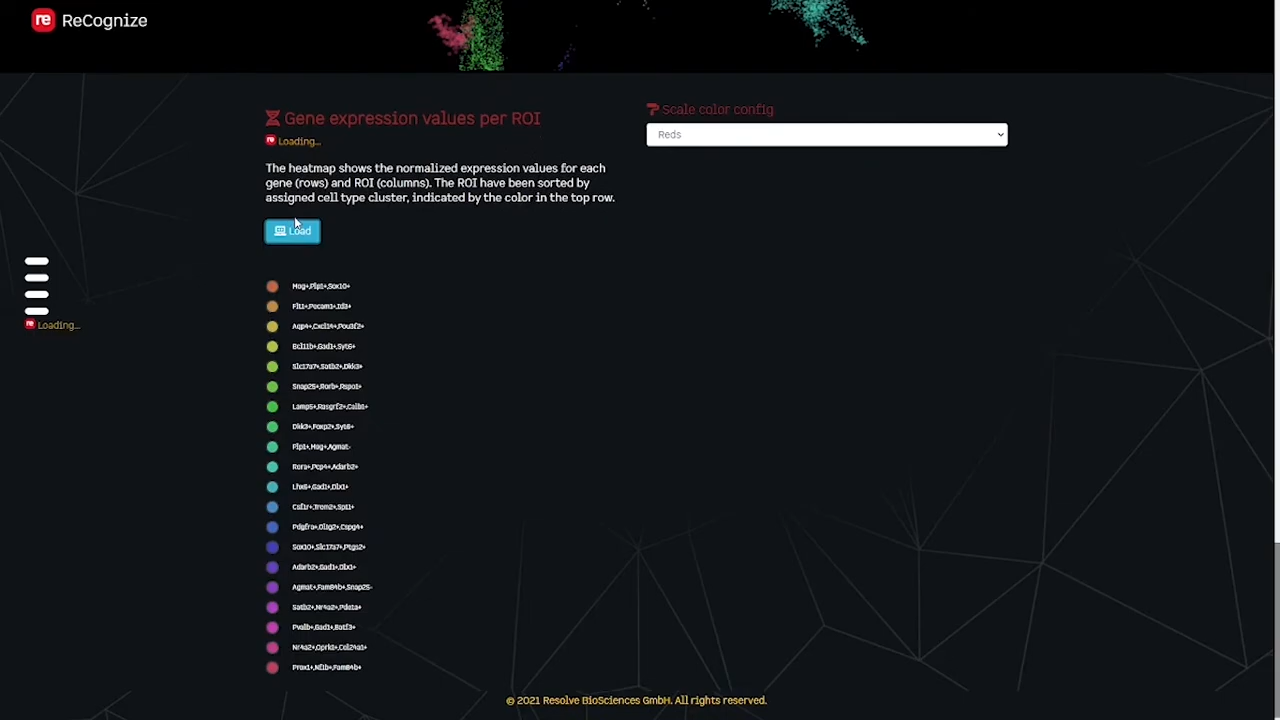 re ReCognize
Gene expression values per ROI
re Loading...
The heatmap shows the normalized expression values for each
gene (rows) and ROI (columns). The ROI have been sorted by
assigned cell type cluster, indicated by the color in the top row.
Load
Scale color config
Reds
re Loading...
Mog+,Plp1+,Sox10+
Flt1+,Pecam1+,Id3+
Aqp4+,Cxcl14+,Pou3f2+
Bcl11b+,Gad1+,Syt6+
Slc17a7+,Satb2+,Dkk3+
Snap25+,Rorb+,Rspo1+
Lamp5+,Rasgrf2+,Calb1+
Dkk3+,Foxp2+,Syt6+
Plp1+,Mog+,Agmat-
Rora+,Pcp4+,Adarb2+
Lhx6+,Gad1+,Dlx1+
Csf1r+,Trem2+,Spi1+
Pdgfra+,Olig2+,Cspg4+
Sox10+,Slc17a7+,Ptgs2+
Adarb2+,Gad1+,Dlx1+
Agmat+,Fam84b+,Snap25-
Satb2+,Nr4a2+,Pde1a+
Pvalb+,Gad1+,Batf3+
Nr4a2+,Oprk1+,Col24a1+
Prox1+,Nfib+,Fam84b+
© 2021 Resolve BioSciences GmbH. All rights reserved.